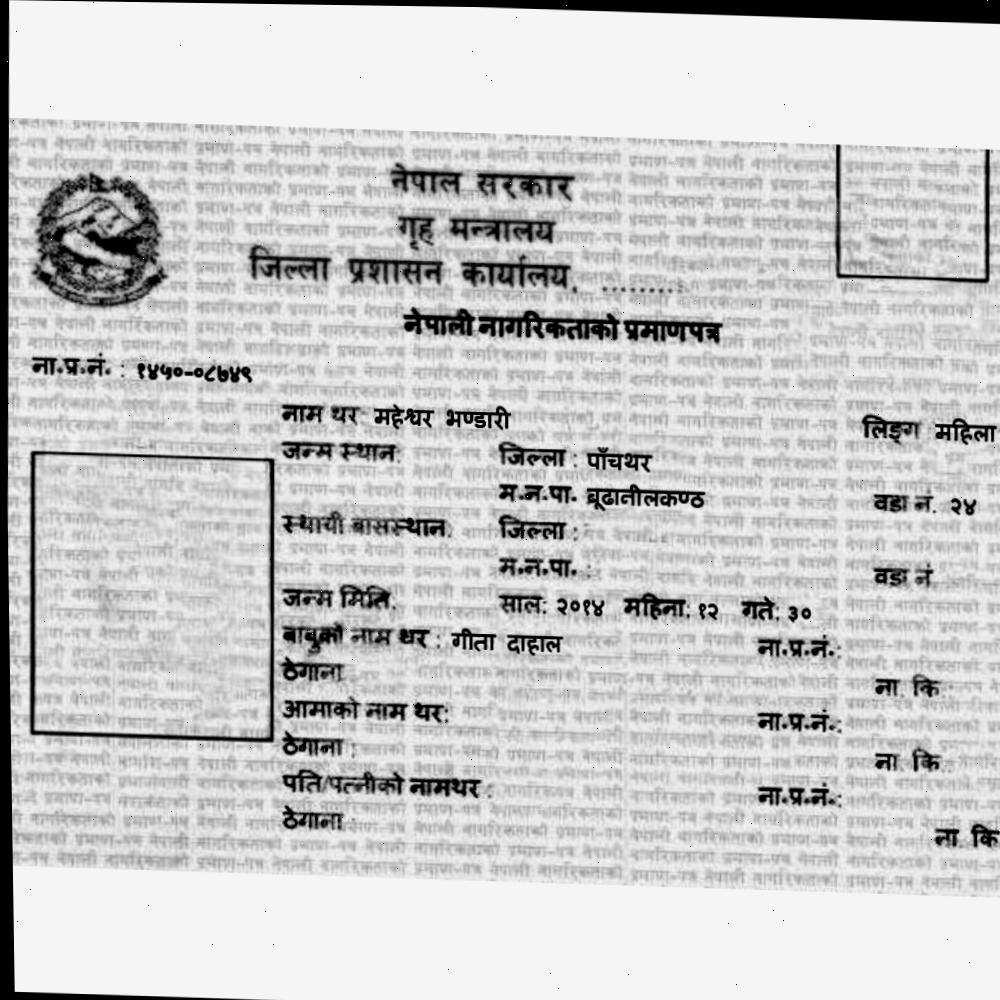 नेपाल सरकार
गृह मन्त्रालय
जिल्ला प्रशासन कार्यालय, ..........
नेपाली नागरिकताको प्रमाणपत्र
ना.प्र.नं. : १४५०-०८७४९
नाम थर: महेश्वर भण्डारी लिङ्ग महिला
जन्म स्थान: जिल्ला : पाँचथर
म.न.पा. बूढानीलकण्ठ वडा नं. २४
स्थायी बासस्थान: जिल्ला :
म.न.पा. : वडा नं.
जन्म मिति: साल: २०१४ महिना: १२ गते: ३०
बाबुको नाम थर : गीता दाहाल ना.प्र.नं.:
ठेगाना : ना. कि.:
आमाको नाम थर: ना.प्र.नं.:
ठेगाना : ना. कि.:
पति/पत्नीको नामथर : ना.प्र.नं.:
ठेगाना : ना. कि